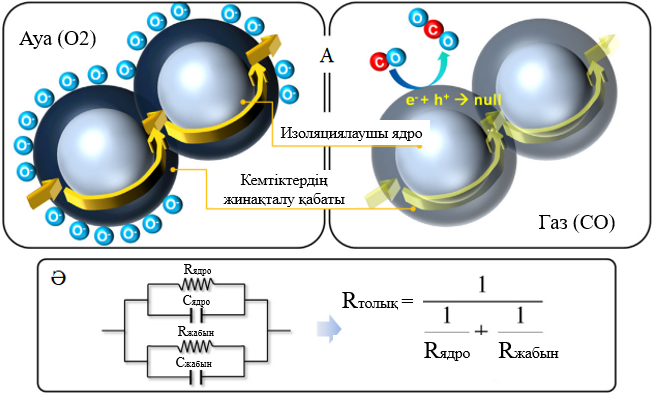 Ауа (O2)
А
Изоляциялаушы ядро
Кемтіктердің
жинақталу қабаты
O⁻ O⁻ O⁻ O⁻ O⁻ O⁻ O⁻ O⁻ O⁻ O⁻ O⁻ O⁻ O⁻ O⁻ O⁻ O⁻ O⁻ O⁻ O⁻ O⁻ O⁻ O⁻ O⁻
C O
O C O
e⁻+ h⁺ → null
Газ (CO)
Ә
Rядро
Cядро
Rжабын
Cжабын
Rтолық = 1
1 + 1
Rядро Rжабын